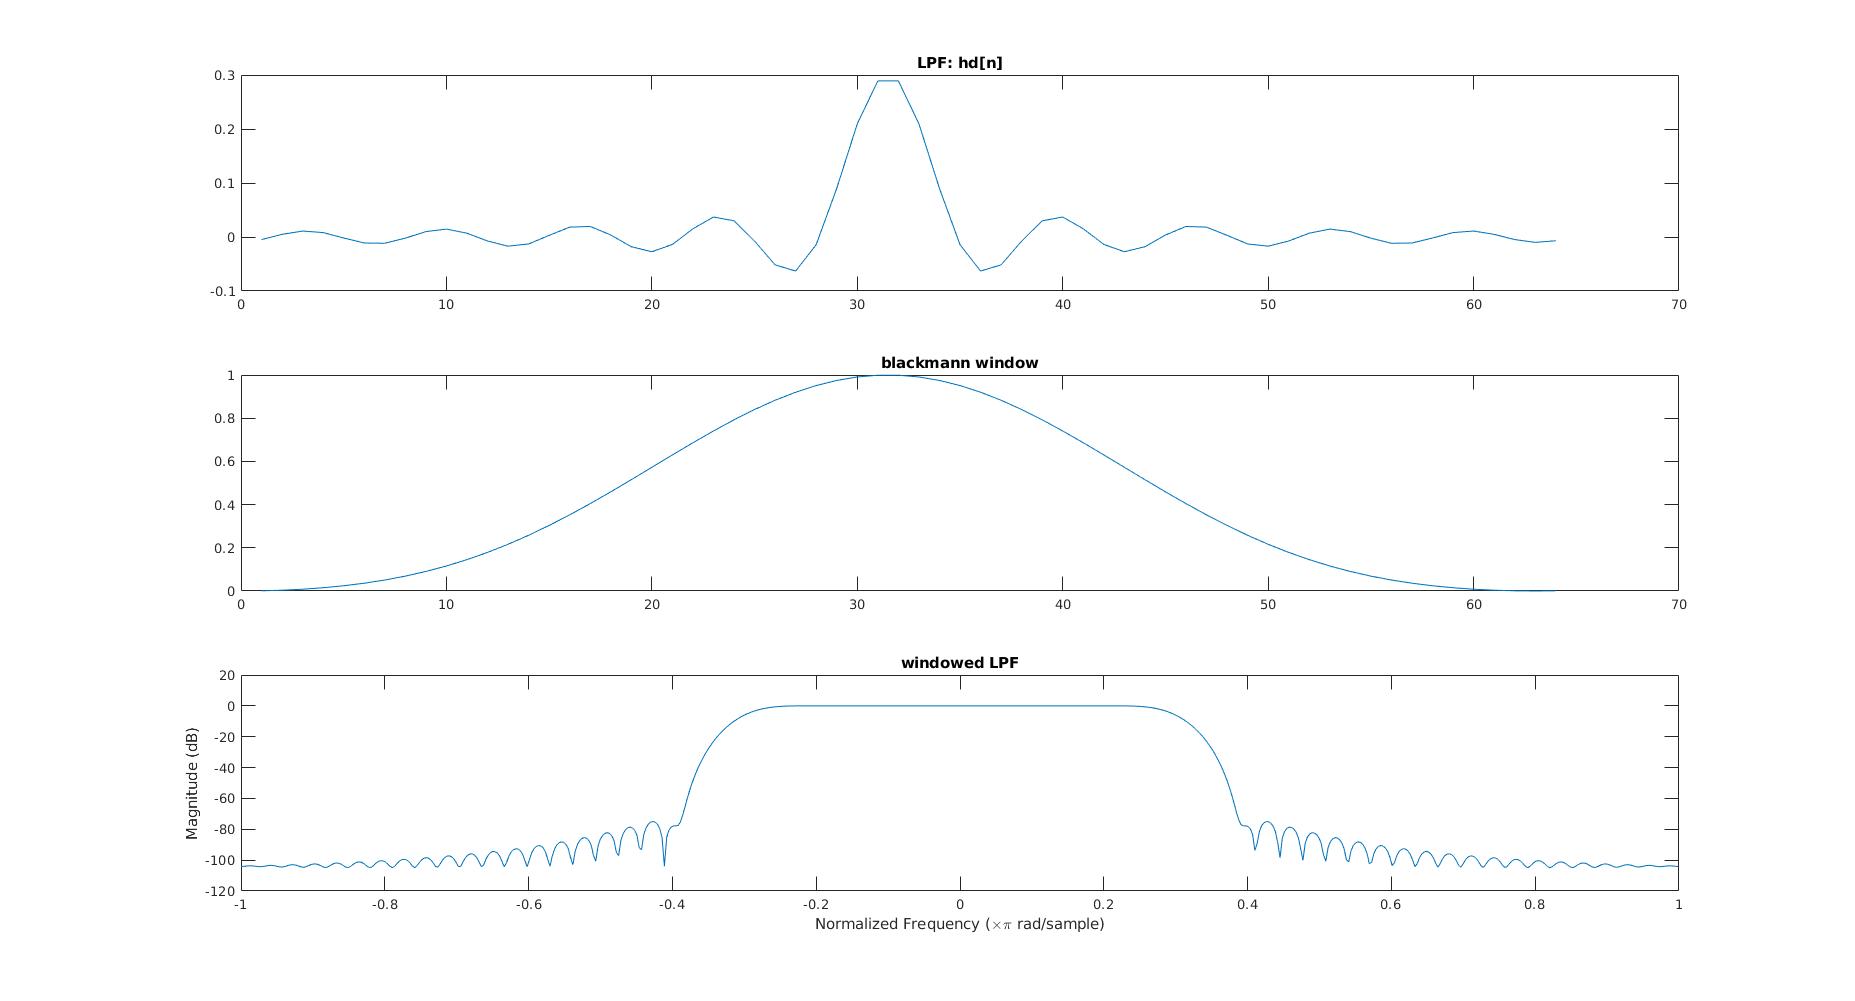 LPF: hd[n]
0.3
0.2
0.1
0
-0.1
0 10 20 30 40 50 60 70
blackmann window
1
0.8
0.6
0.4
0.2
0
0 10 20 30 40 50 60 70
windowed LPF
20
0
-20
-40
-60
-80
-100
-120
Magnitude (dB)
-1 -0.8 -0.6 -0.4 -0.2 0 0.2 0.4 0.6 0.8 1
Normalized Frequency (×π rad/sample)